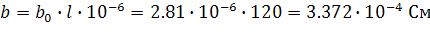 b = b₀ · l · 10⁻⁶ = 2.81 · 10⁻⁶ · 120 = 3.372 · 10⁻⁴ См